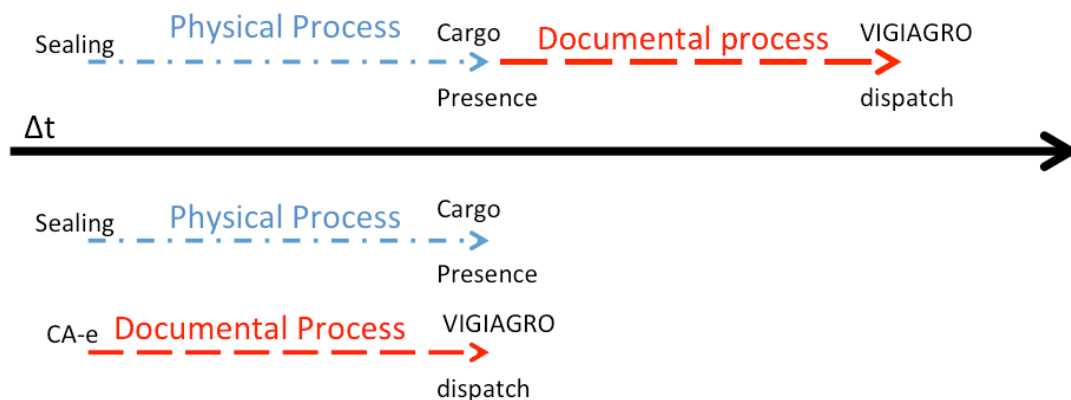 Sealing Physical Process Cargo Documental process VIGIAGRO
Presence dispatch
Δt
Sealing Physical Process Cargo
Presence
CA-e Documental Process VIGIAGRO
dispatch